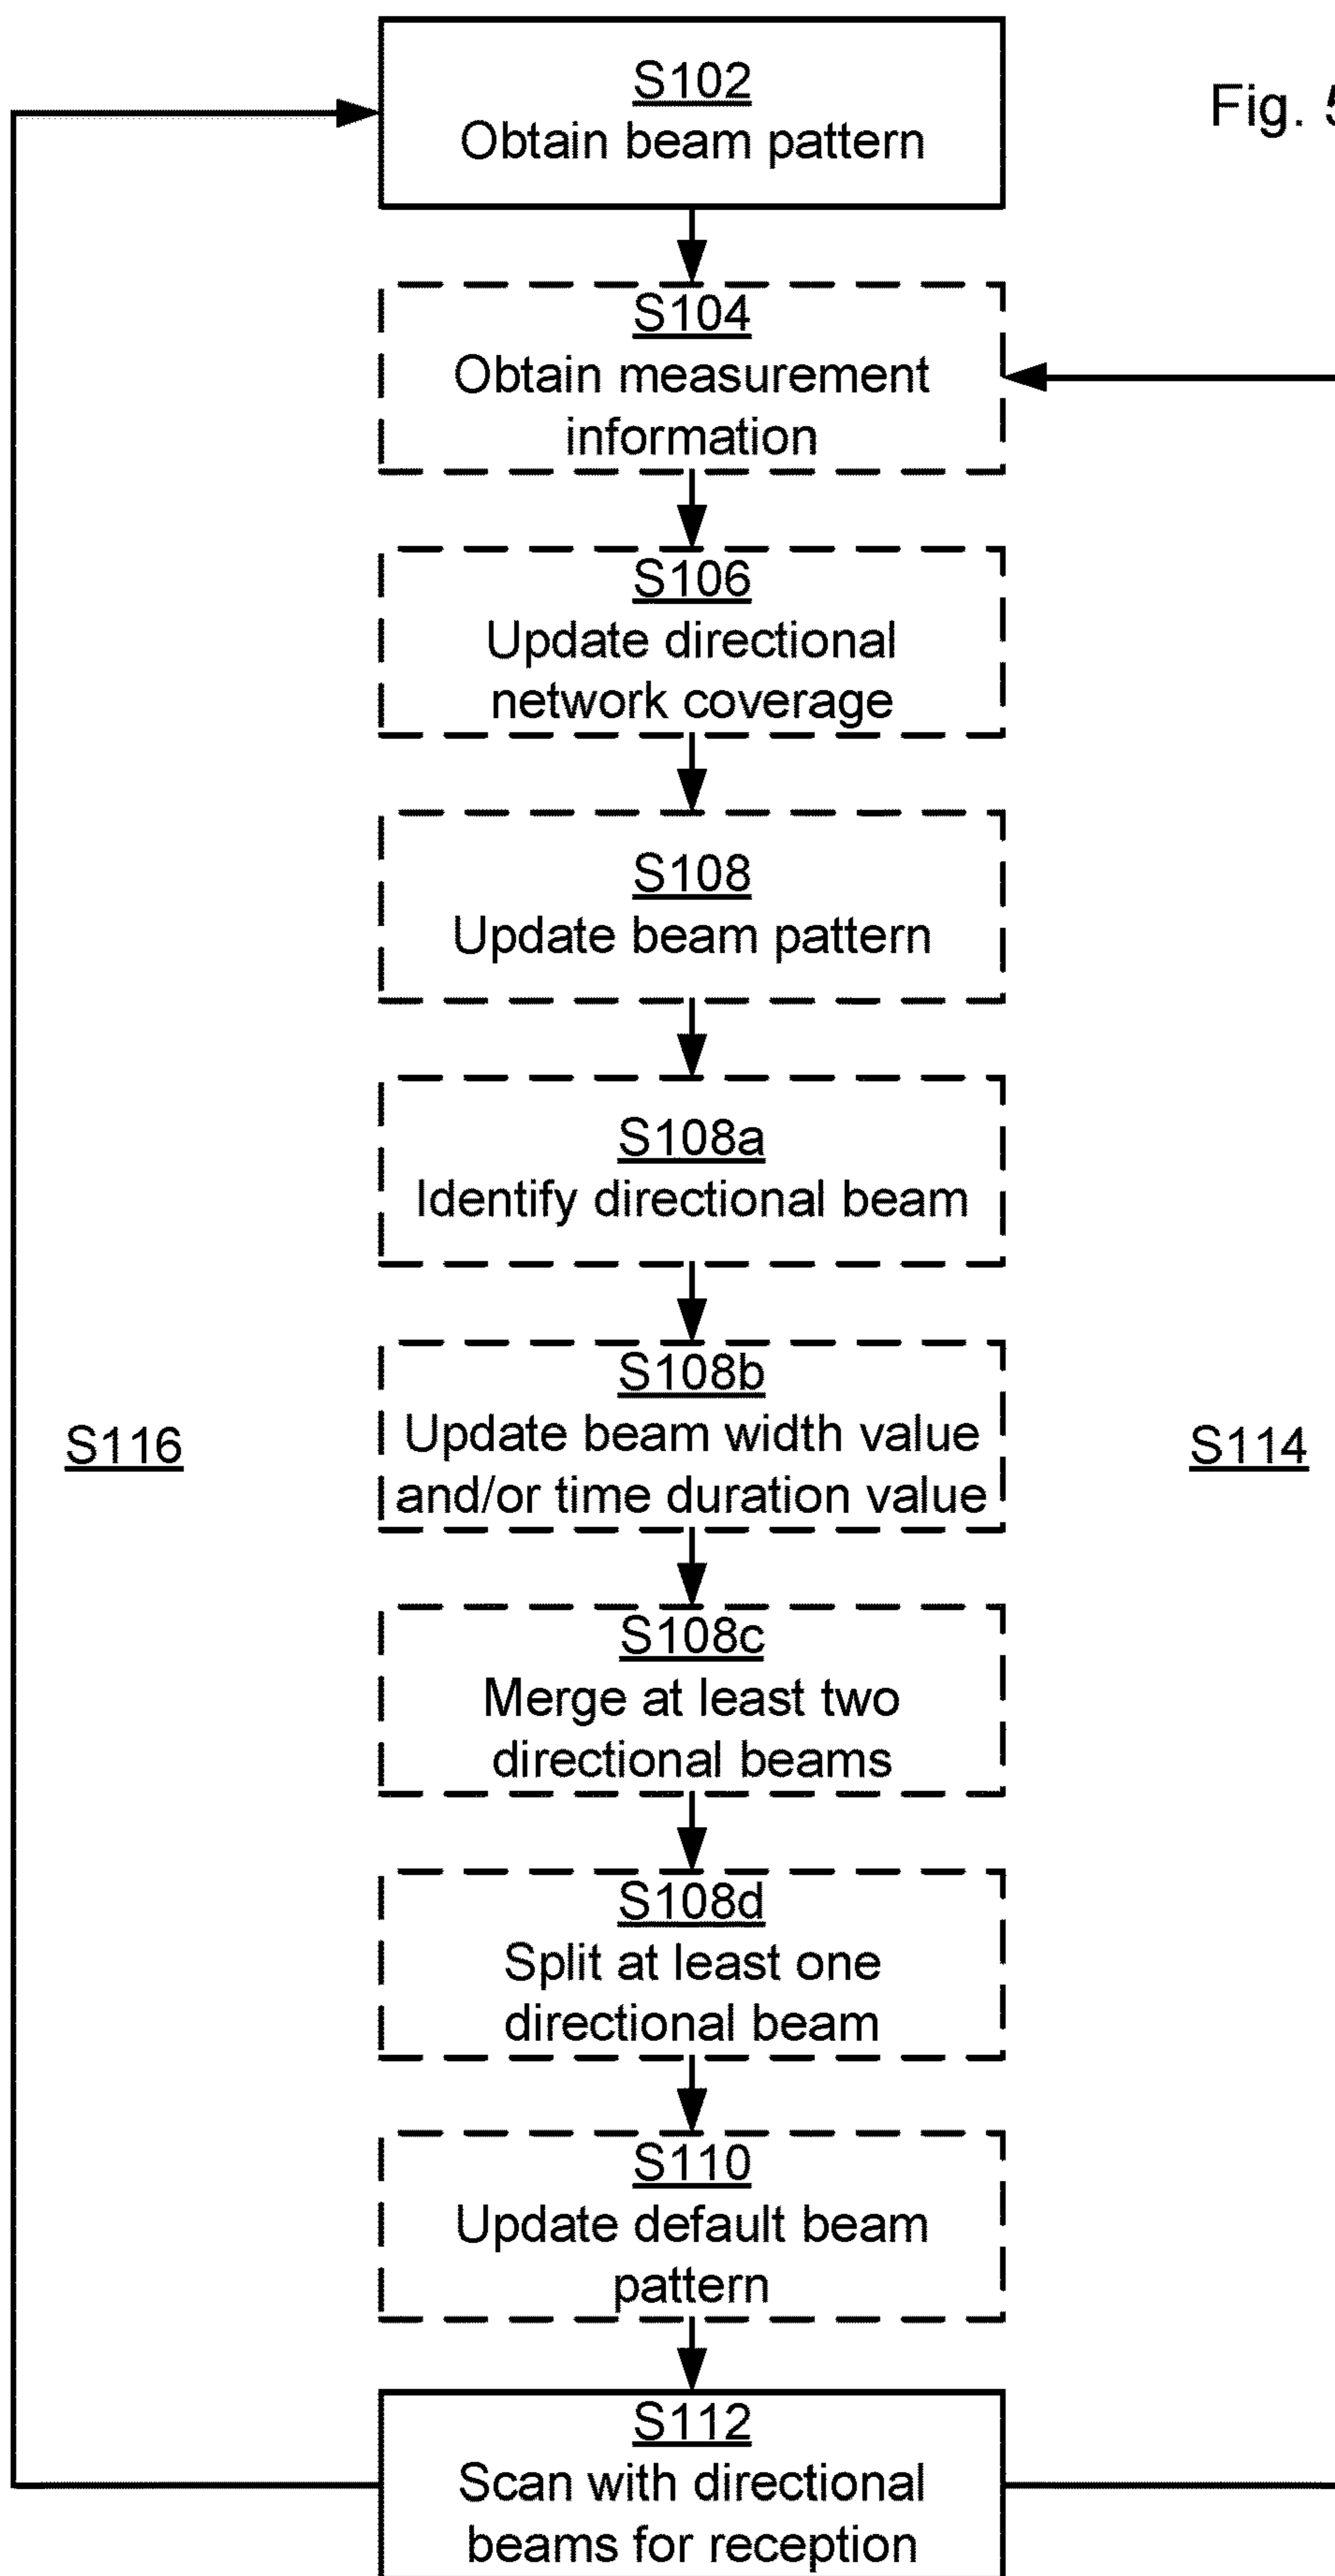 S102
Obtain beam pattern
Fig. 5
S104
Obtain measurement
information
S106
Update directional
network coverage
S108
Update beam pattern
S108a
Identify directional beam
S108b
Update beam width value
and/or time duration value
S116
S114
S108c
Merge at least two
directional beams
S108d
Split at least one
directional beam
S110
Update default beam
pattern
S112
Scan with directional
beams for reception